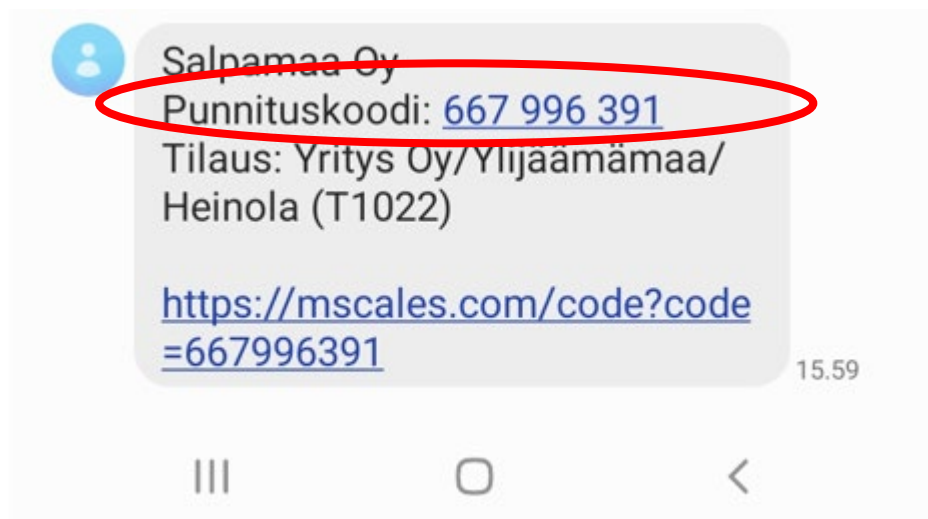 Salpamaa Oy
Punnituskoodi: 667 996 391
Tilaus: Yritys Oy/Ylijäämämaa/
Heinola (T1022)
https://mscales.com/code?code
=667996391
15.59